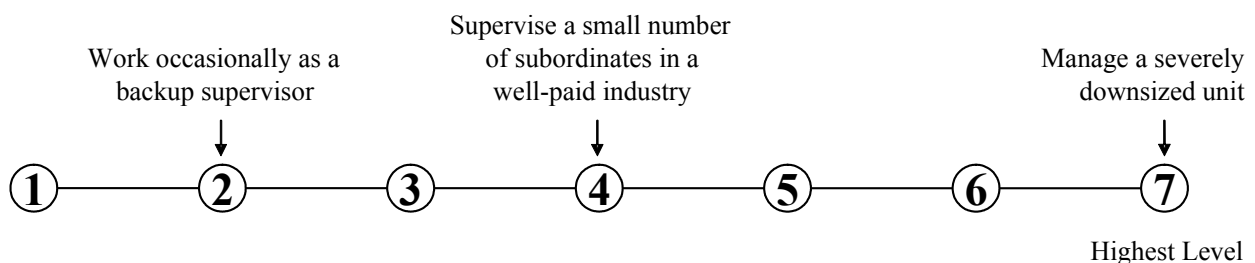 Work occasionally as a
backup supervisor
Supervise a small number
of subordinates in a
well-paid industry
Manage a severely
downsized unit
1 2 3 4 5 6 7
Highest Level